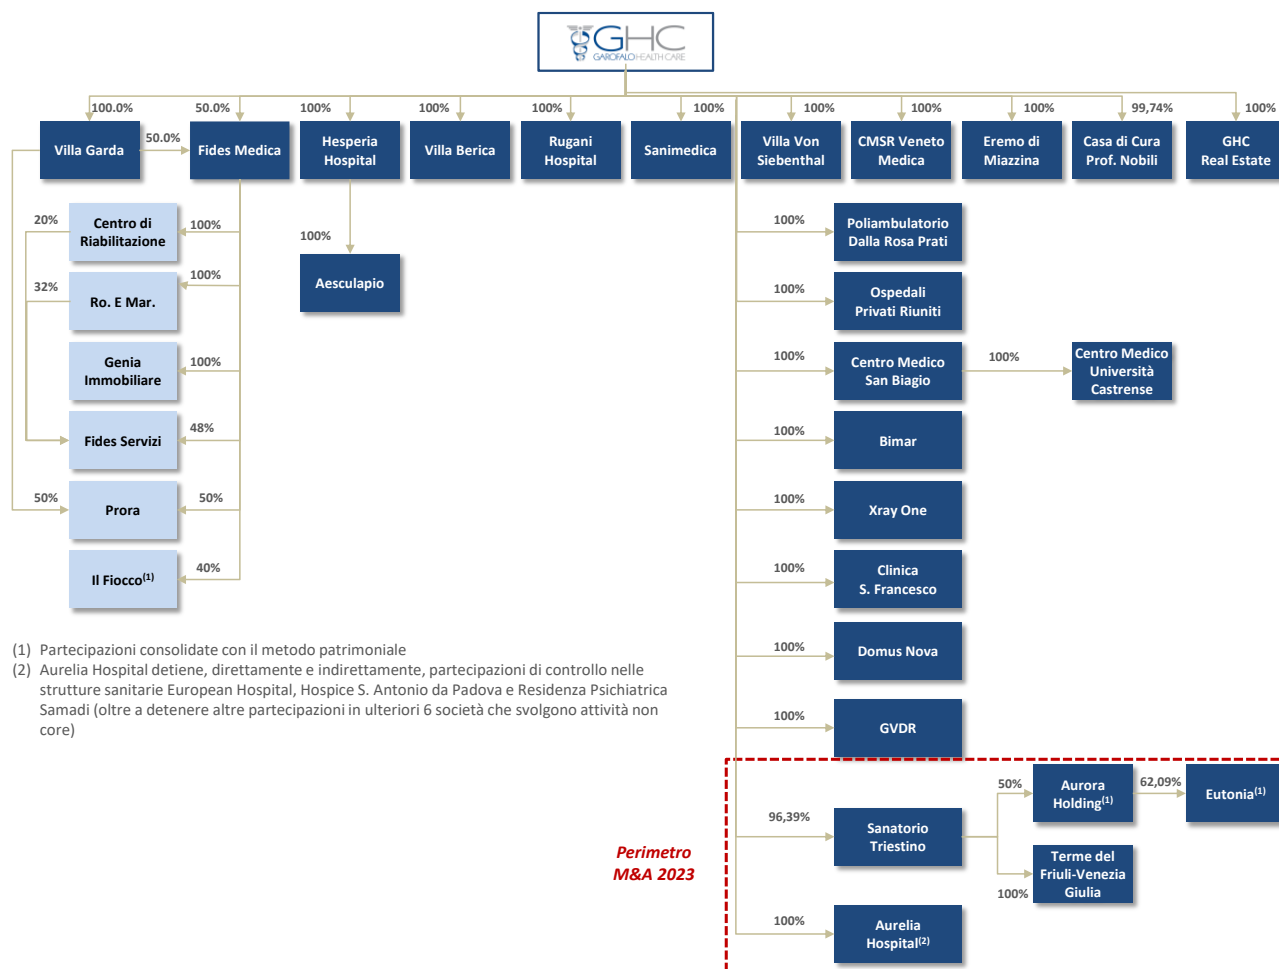 GHC
GAROFALO HEALTH CARE
100.0%
50.0%
100%
100%
100%
100%
100%
100%
100%
99,74%
100%
Villa Garda
50.0%
Fides Medica
Hesperia
Hospital
Villa Berica
Rugani
Hospital
Sanimedica
Villa Von
Siebenthal
CMSR Veneto
Medica
Eremo di
Miazzina
Casa di Cura
Prof. Nobili
GHC
Real Estate
20%
Centro di
Riabilitazione
100%
32%
Ro. E Mar.
100%
Genia
Immobiliare
100%
Fides Servizi
48%
50%
Prora
50%
Il Fiocco(1)
40%
100%
Aesculapio
100%
Poliambulatorio
Dalla Rosa Prati
100%
Ospedali
Privati Riuniti
100%
Centro Medico
San Biagio
100%
Centro Medico
Università
Castrense
100%
Bimar
100%
Xray One
100%
Clinica
S. Francesco
100%
Domus Nova
100%
GVDR
(1) Partecipazioni consolidate con il metodo patrimoniale
(2) Aurelia Hospital detiene, direttamente e indirettamente, partecipazioni di controllo nelle
strutture sanitarie European Hospital, Hospice S. Antonio da Padova e Residenza Psichiatrica
Samadi (oltre a detenere altre partecipazioni in ulteriori 6 società che svolgono attività non
core)
Perimetro
M&A 2023
96,39%
Sanatorio
Triestino
50%
Aurora
Holding(1)
62,09%
Eutonia(1)
100%
Terme del
Friuli-Venezia
Giulia
100%
Aurelia
Hospital(2)